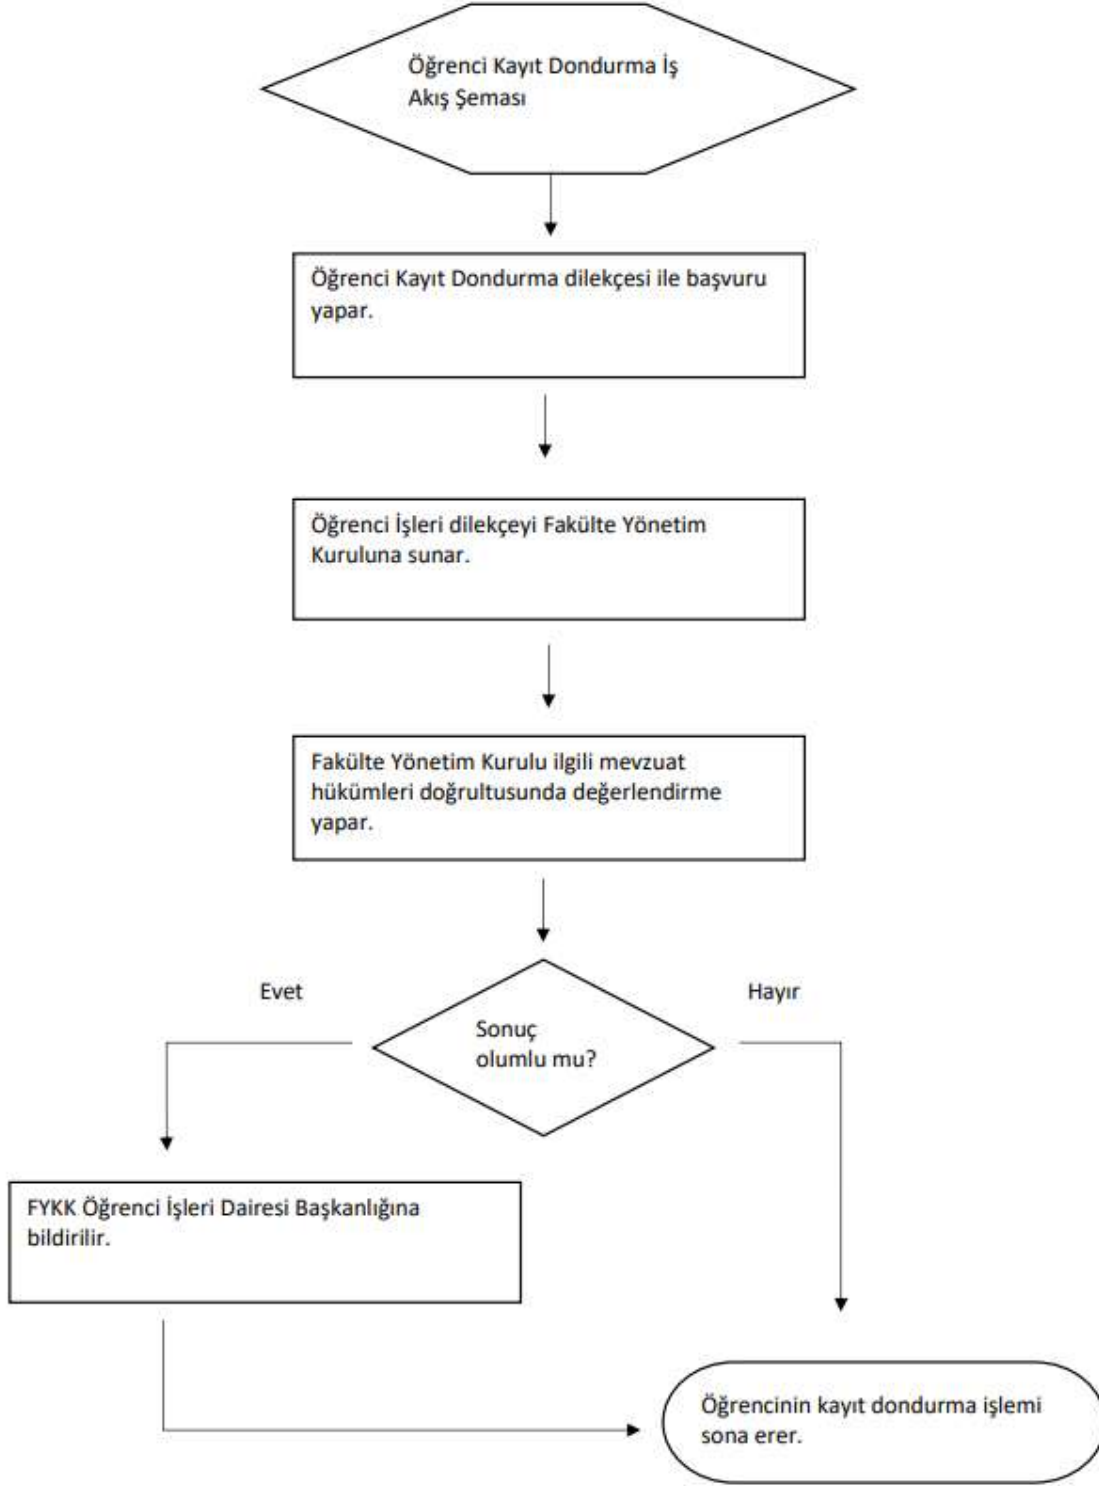 Öğrenci Kayıt Dondurma İş
Akış Şeması
Öğrenci Kayıt Dondurma dilekçesi ile başvuru
yapar.
Öğrenci İşleri dilekçeyi Fakülte Yönetim
Kuruluna sunar.
Fakülte Yönetim Kurulu ilgili mevzuat
hükümleri doğrultusunda değerlendirme
yapar.
Evet
Hayır
Sonuç
olumlu mu?
FYKK Öğrenci İşleri Dairesi Başkanlığına
bildirilir.
Öğrencinin kayıt dondurma işlemi
sona erer.